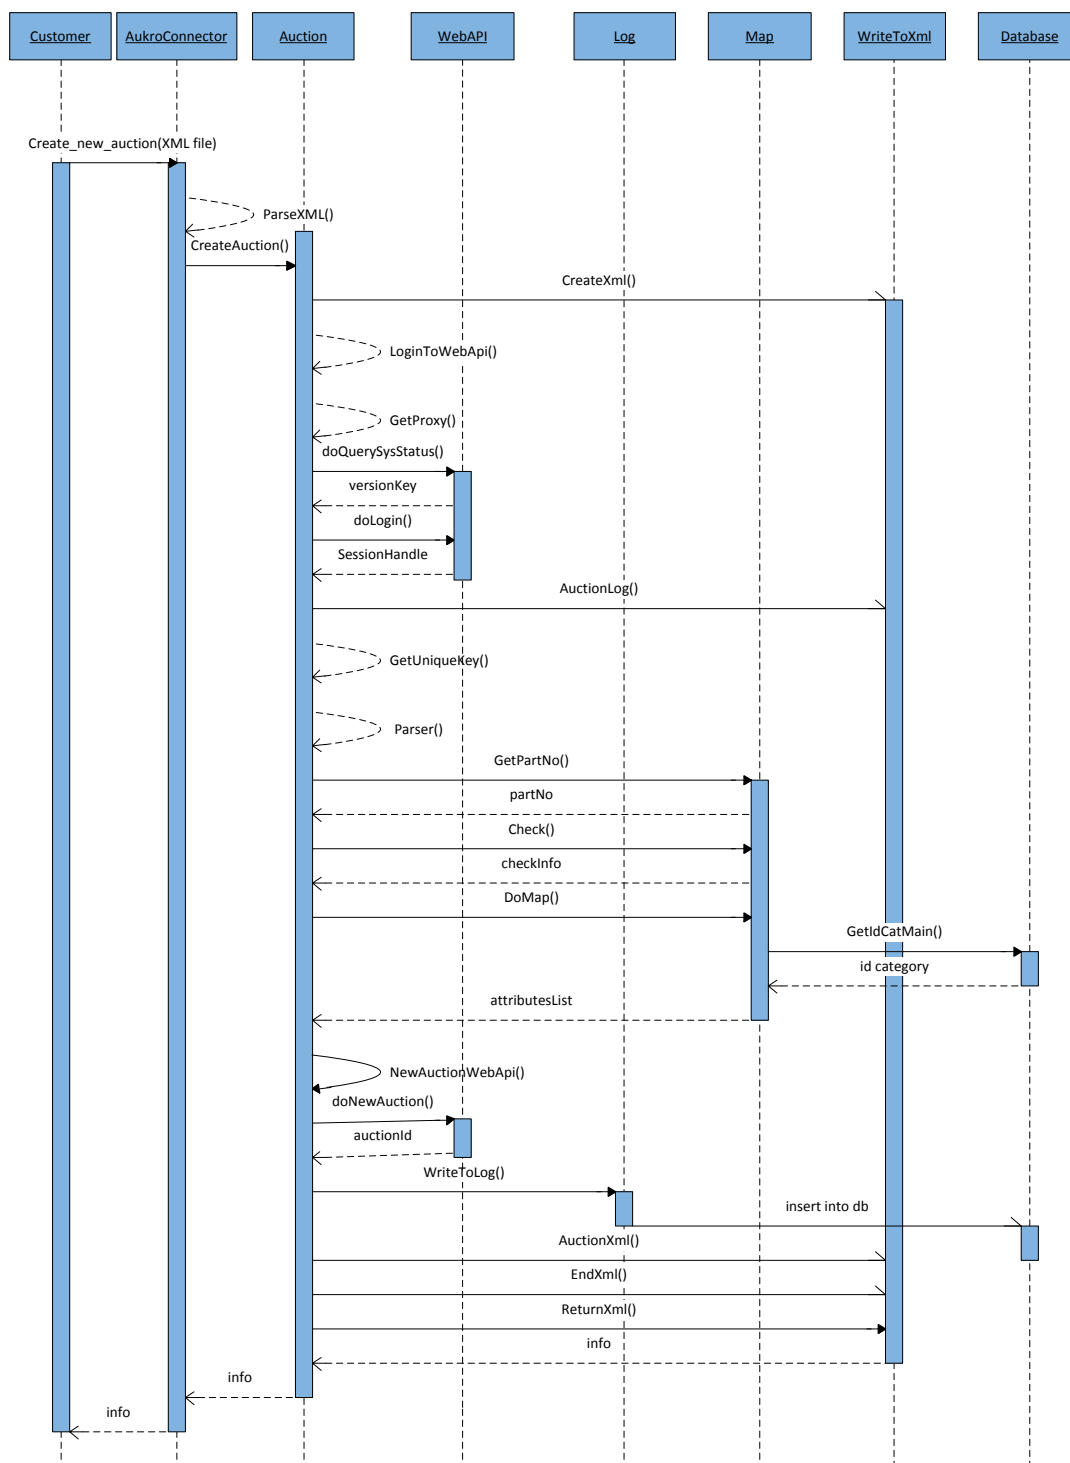 Customer
AukroConnector
Auction
WebAPI
Log
Map
WriteToXml
Database
Create_new_auction(XML file)
ParseXML()
CreateAuction()
CreateXml()
LoginToWebApi()
GetProxy()
doQuerySysStatus()
versionKey
doLogin()
SessionHandle
AuctionLog()
GetUniqueKey()
Parser()
GetPartNo()
partNo
Check()
checkInfo
DoMap()
GetIdCatMain()
id category
attributesList
NewAuctionWebApi()
doNewAuction()
auctionId
WriteToLog()
insert into db
AuctionXml()
EndXml()
ReturnXml()
info
info
info